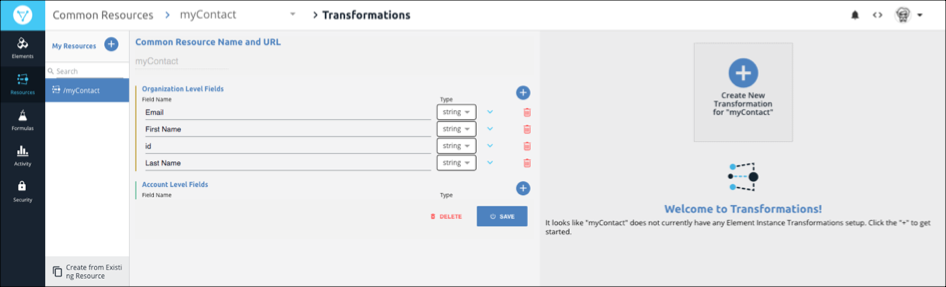 Common Resources > myContact > Transformations
Elements
Resources
Formulas
Activity
Security
My Resources
Search
/myContact
Create from Existi
ng Resource
Common Resource Name and URL
myContact
Organization Level Fields
Field Name Type
Email string
First Name string
id string
Last Name string
Account Level Fields
Field Name Type
DELETE SAVE
Create New
Transformation
for "myContact"
Welcome to Transformations!
It looks like "myContact" does not currently have any Element Instance Transformations setup. Click the "+" to get
started.